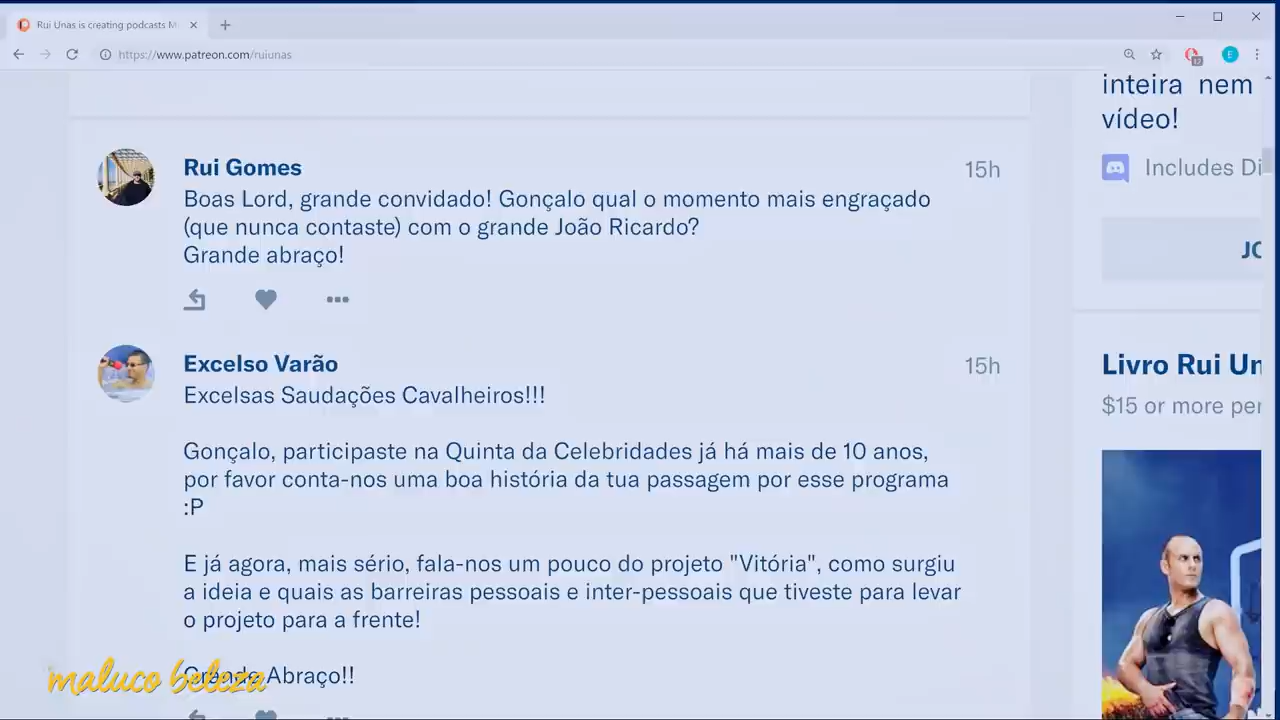 Rui Unas is creating podcasts M
https://www.patreon.com/ruiunas
12
E
inteira nem
vídeo!
Rui Gomes
15h
Boas Lord, grande convidado! Gonçalo qual o momento mais engraçado
(que nunca contaste) com o grande João Ricardo?
Grande abraço!
Includes Di
JO
Excelso Varão
15h
Excelsas Saudações Cavalheiros!!!
Gonçalo, participaste na Quinta da Celebridades já há mais de 10 anos,
por favor conta-nos uma boa história da tua passagem por esse programa
:P
E já agora, mais sério, fala-nos um pouco do projeto "Vitória", como surgiu
a ideia e quais as barreiras pessoais e inter-pessoais que tiveste para levar
o projeto para a frente!
Grande Abraço!!
Livro Rui Un
$15 or more per
maluco beleza